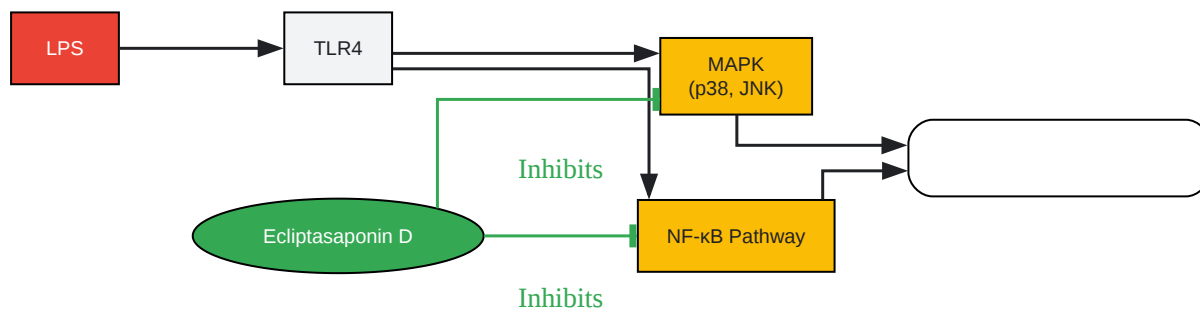 LPS
TLR4
MAPK
(p38, JNK)
Inhibits
Ecliptasaponin D
NF-κB Pathway
Inhibits